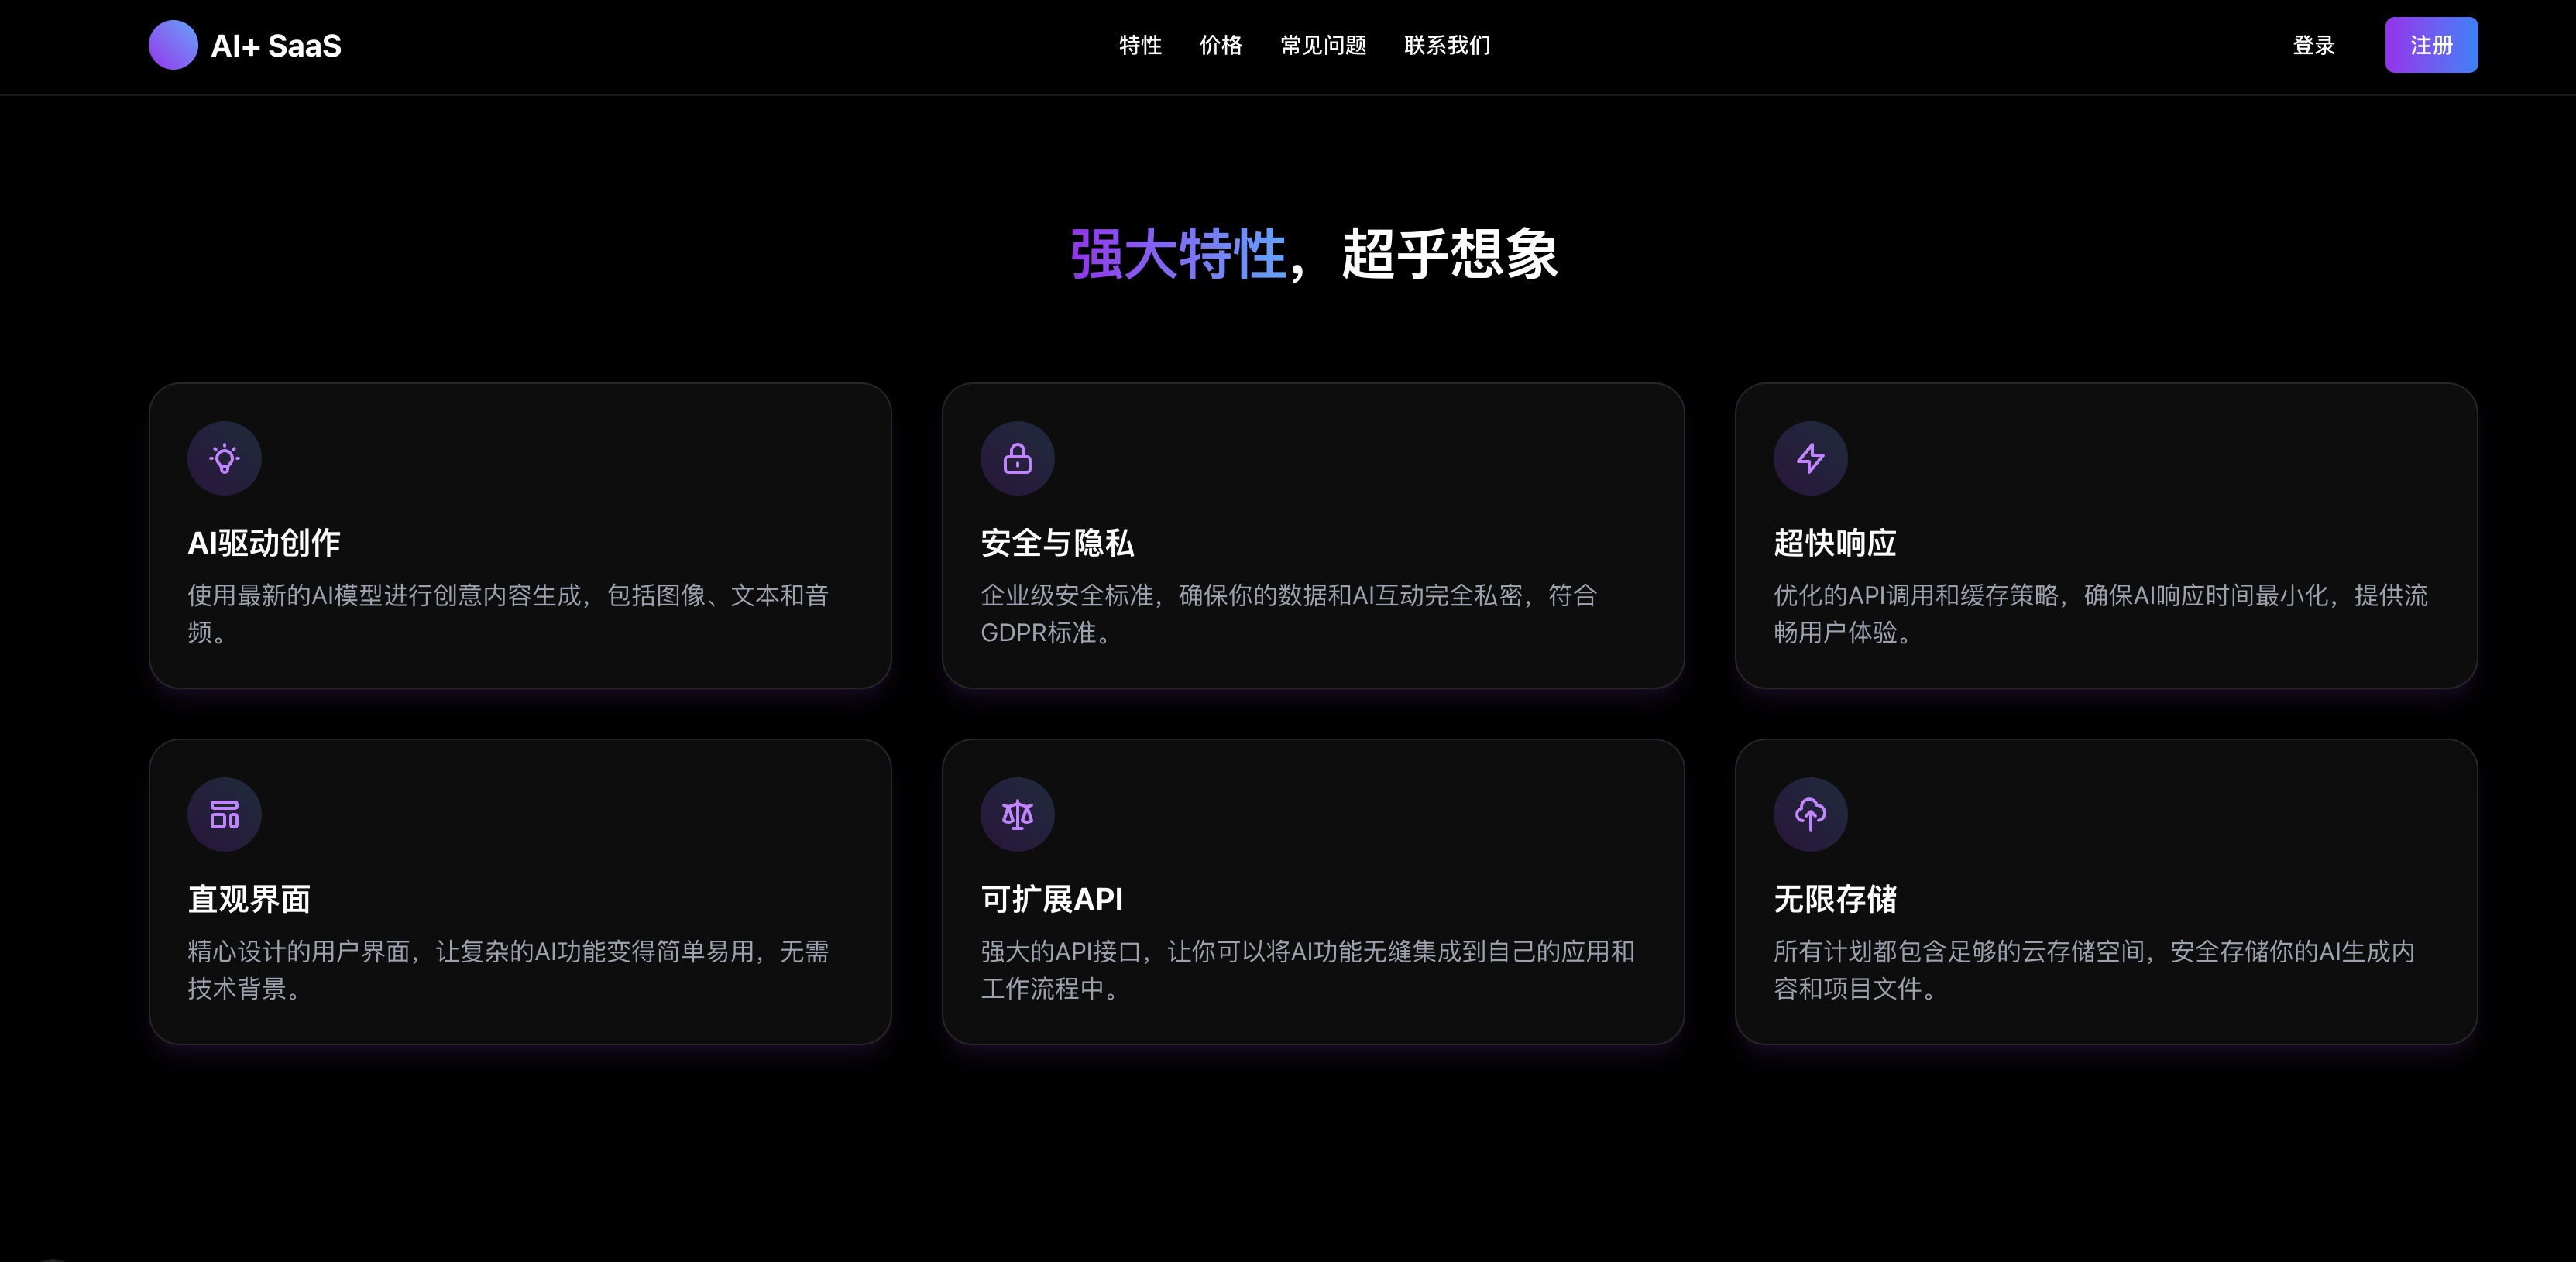 AI+ SaaS
特性 价格 常见问题 联系我们
登录 注册
强大特性，超乎想象
AI驱动创作
使用最新的AI模型进行创意内容生成，包括图像、文本和音
频。
安全与隐私
企业级安全标准，确保你的数据和AI互动完全私密，符合
GDPR标准。
超快响应
优化的API调用和缓存策略，确保AI响应时间最小化，提供流
畅用户体验。
直观界面
精心设计的用户界面，让复杂的AI功能变得简单易用，无需
技术背景。
可扩展API
强大的API接口，让你可以将AI功能无缝集成到自己的应用和
工作流程中。
无限存储
所有计划都包含足够的云存储空间，安全存储你的AI生成内
容和项目文件。